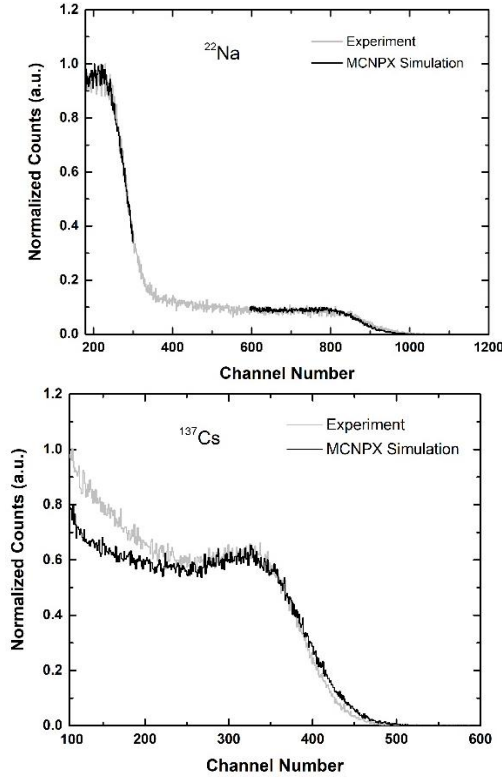 1.2
1.0
0.8
0.6
0.4
0.2
0.0
Normalized Counts (a.u.)
²²Na
Experiment
MCNPX Simulation
200 400 600 800 1000 1200
Channel Number
1.2
1.0
0.8
0.6
0.4
0.2
0.0
Normalized Counts (a.u.)
¹³⁷Cs
Experiment
MCNPX Simulation
100 200 300 400 500 600
Channel Number